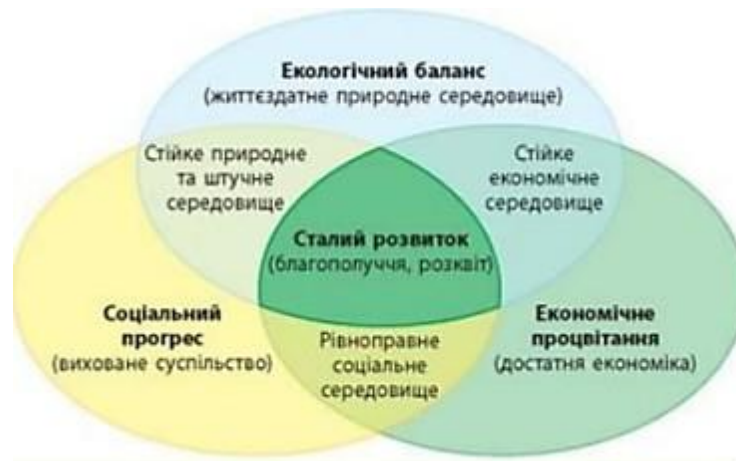 Екологічний баланс
(життєздатне природне середовище)
Стійке природне
та штучне
середовище
Стійке
економічне
середовище
Сталий розвиток
(благополуччя, розквіт)
Соціальний
прогрес
(виховане суспільство)
Рівноправне
соціальне
середовище
Економічне
процвітання
(достатня економіка)